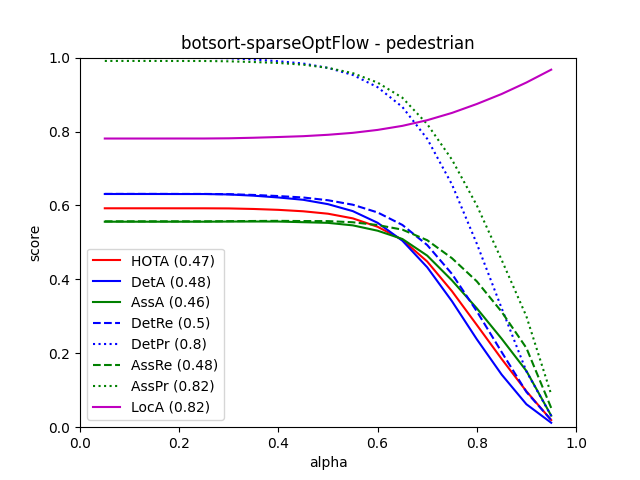 botsort-sparseOptFlow - pedestrian
1.0
0.8
0.6
0.4
0.2
0.0
score
HOTA (0.47)
DetA (0.48)
AssA (0.46)
DetRe (0.5)
DetPr (0.8)
AssRe (0.48)
AssPr (0.82)
LocA (0.82)
0.0 0.2 0.4 0.6 0.8 1.0
alpha